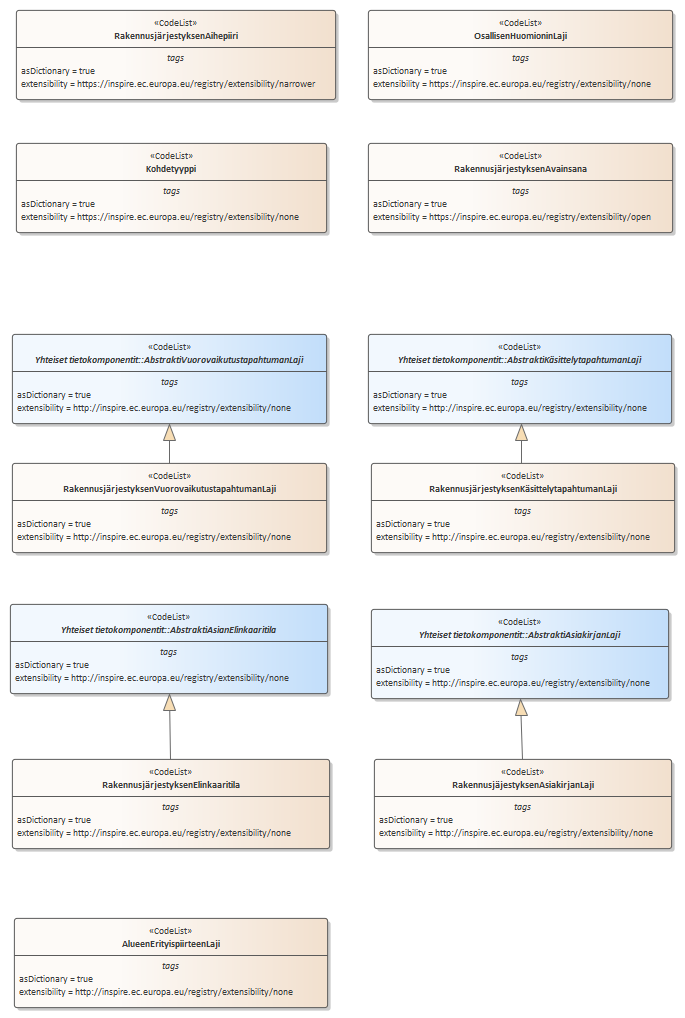 «CodeList»
RakennusjärjestyksenAihepiiri
tags
asDictionary = true
extensibility = https://inspire.ec.europa.eu/registry/extensibility/narrower
«CodeList»
OsallisenHuomioninLaji
tags
asDictionary = true
extensibility = https://inspire.ec.europa.eu/registry/extensibility/none
«CodeList»
Kohdetyyppi
tags
asDictionary = true
extensibility = https://inspire.ec.europa.eu/registry/extensibility/none
«CodeList»
RakennusjärjestyksenAvainsana
tags
asDictionary = true
extensibility = https://inspire.ec.europa.eu/registry/extensibility/open
«CodeList»
Yhteiset tietokomponentit::AbstraktiVuorovaikutustapahtumanLaji
tags
asDictionary = true
extensibility = http://inspire.ec.europa.eu/registry/extensibility/none
«CodeList»
Yhteiset tietokomponentit::AbstraktiKäsittelytapahtumanLaji
tags
asDictionary = true
extensibility = http://inspire.ec.europa.eu/registry/extensibility/none
«CodeList»
RakennusjärjestyksenVuorovaikutustapahtumanLaji
tags
asDictionary = true
extensibility = http://inspire.ec.europa.eu/registry/extensibility/none
«CodeList»
RakennusjärjestyksenKäsittelytapahtumanLaji
tags
asDictionary = true
extensibility = http://inspire.ec.europa.eu/registry/extensibility/none
«CodeList»
Yhteiset tietokomponentit::AbstraktiAsianElinkaaritila
tags
asDictionary = true
extensibility = http://inspire.ec.europa.eu/registry/extensibility/none
«CodeList»
Yhteiset tietokomponentit::AbstraktiAsiakirjanLaji
tags
asDictionary = true
extensibility = http://inspire.ec.europa.eu/registry/extensibility/none
«CodeList»
RakennusjärjestyksenElinkaaritila
tags
asDictionary = true
extensibility = http://inspire.ec.europa.eu/registry/extensibility/none
«CodeList»
RakennusjäjestyksenAsiakirjanLaji
tags
asDictionary = true
extensibility = http://inspire.ec.europa.eu/registry/extensibility/none
«CodeList»
AlueenErityispiirteenLaji
tags
asDictionary = true
extensibility = http://inspire.ec.europa.eu/registry/extensibility/none